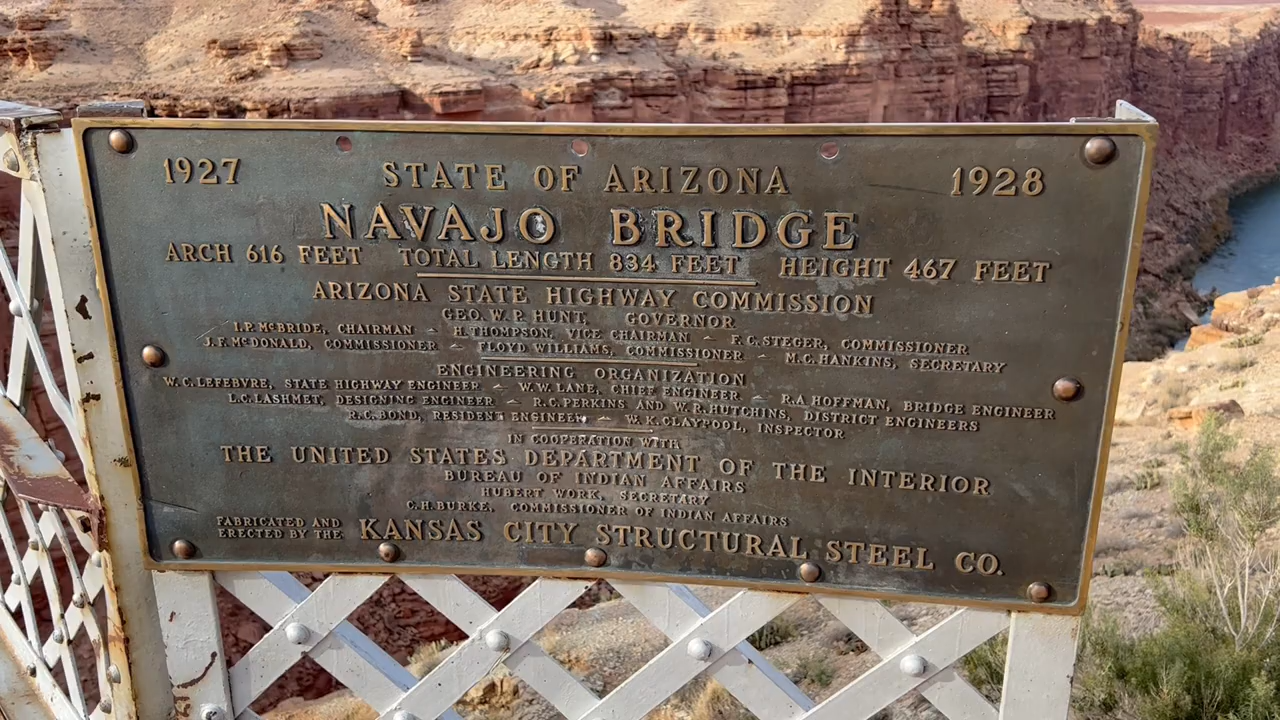 1927 STATE OF ARIZONA 1928
NAVAJO BRIDGE
ARCH 616 FEET TOTAL LENGTH 834 FEET HEIGHT 467 FEET
ARIZONA STATE HIGHWAY COMMISSION
GEO. W. P. HUNT, GOVERNOR
I.P. McBRIDE, CHAIRMAN – H. THOMPSON, VICE CHAIRMAN – F.C. STEGER, COMMISSIONER
J.F. McDONALD, COMMISSIONER – FLOYD WILLIAMS, COMMISSIONER – M.C. HANKINS, SECRETARY
ENGINEERING ORGANIZATION
W.C. LEFEBVRE, STATE HIGHWAY ENGINEER – W.W. LANE, CHIEF ENGINEER – R.A. HOFFMAN, BRIDGE ENGINEER
L.C. LASHMET, DESIGNING ENGINEER – R.C. PERKINS AND W.R. HUTCHINS, DISTRICT ENGINEERS
R.C. BOND, RESIDENT ENGINEER – W.K. CLAYPOOL, INSPECTOR
IN COOPERATION WITH
THE UNITED STATES DEPARTMENT OF THE INTERIOR
BUREAU OF INDIAN AFFAIRS
HUBERT WORK, SECRETARY
C.H. BURKE, COMMISSIONER OF INDIAN AFFAIRS
FABRICATED AND
ERECTED BY THE KANSAS CITY STRUCTURAL STEEL CO.